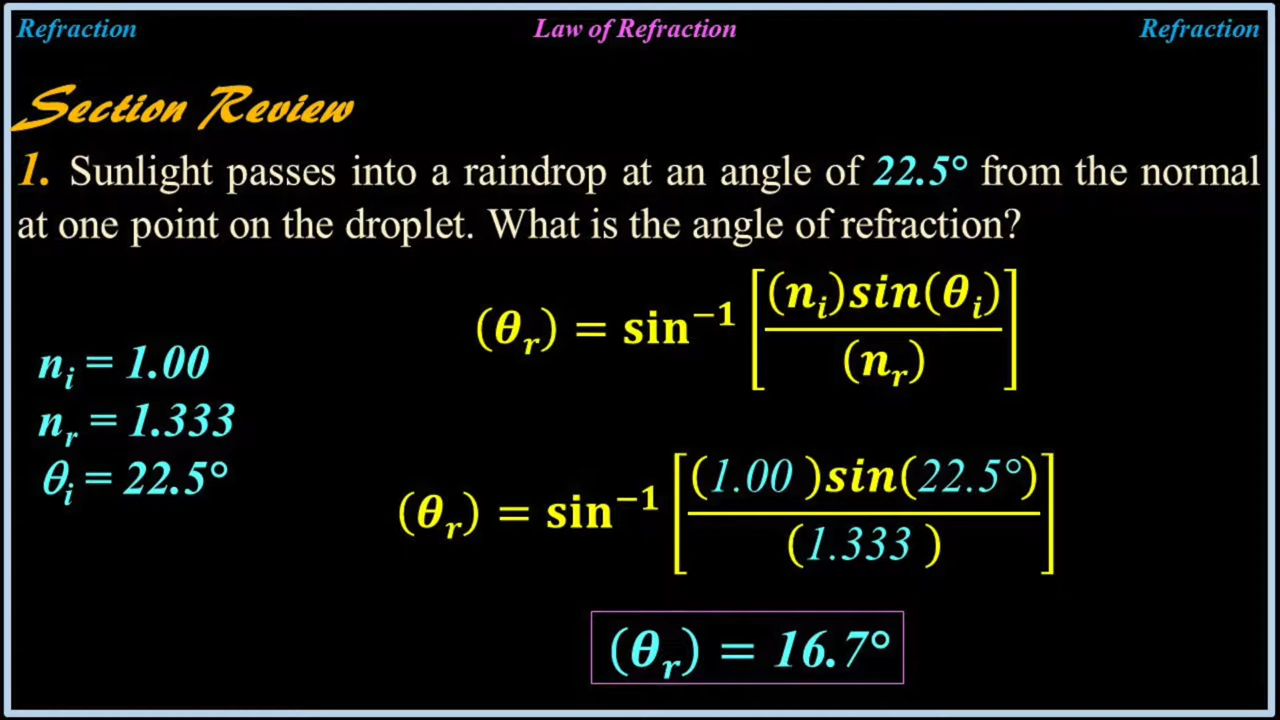 Refraction Law of Refraction Refraction
Section Review
1. Sunlight passes into a raindrop at an angle of 22.5° from the normal
at one point on the droplet. What is the angle of refraction?
(θᵣ) = sin⁻¹ [(nᵢ)sin(θᵢ) / (nᵣ)]
nᵢ = 1.00
nᵣ = 1.333
θᵢ = 22.5°
(θᵣ) = sin⁻¹ [(1.00 )sin(22.5°) / (1.333 )]
(θᵣ) = 16.7°